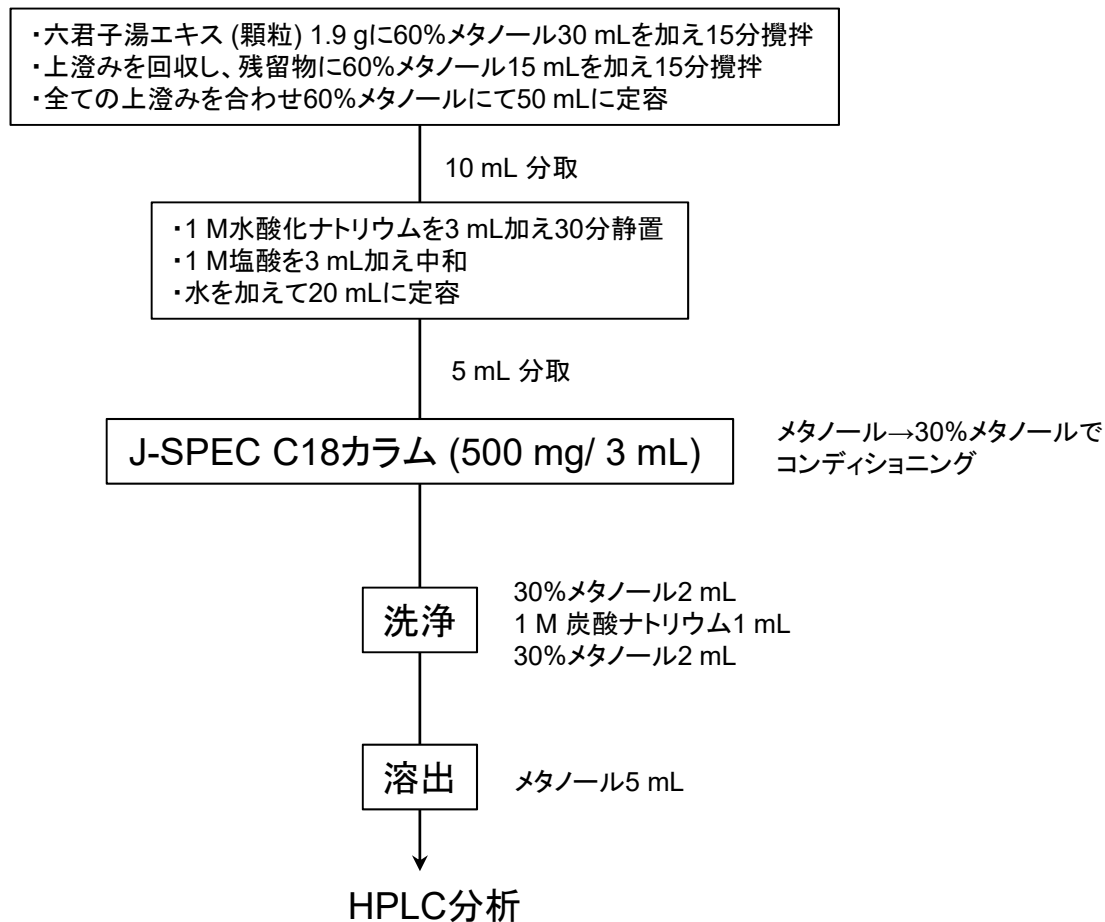 ・六君子湯エキス (顆粒) 1.9 gに60%メタノール30 mLを加え15分攪拌
・上澄みを回収し、残留物に60%メタノール15 mLを加え15分攪拌
・全ての上澄みを合わせ60%メタノールにて50 mLに定容
10 mL 分取
・1 M水酸化ナトリウムを3 mL加え30分静置
・1 M塩酸を3 mL加え中和
・水を加えて20 mLに定容
5 mL 分取
J-SPEC C18カラム (500 mg/ 3 mL)
メタノール→30%メタノールで
コンディショニング
洗浄
30%メタノール2 mL
1 M 炭酸ナトリウム1 mL
30%メタノール2 mL
溶出
メタノール5 mL
HPLC分析